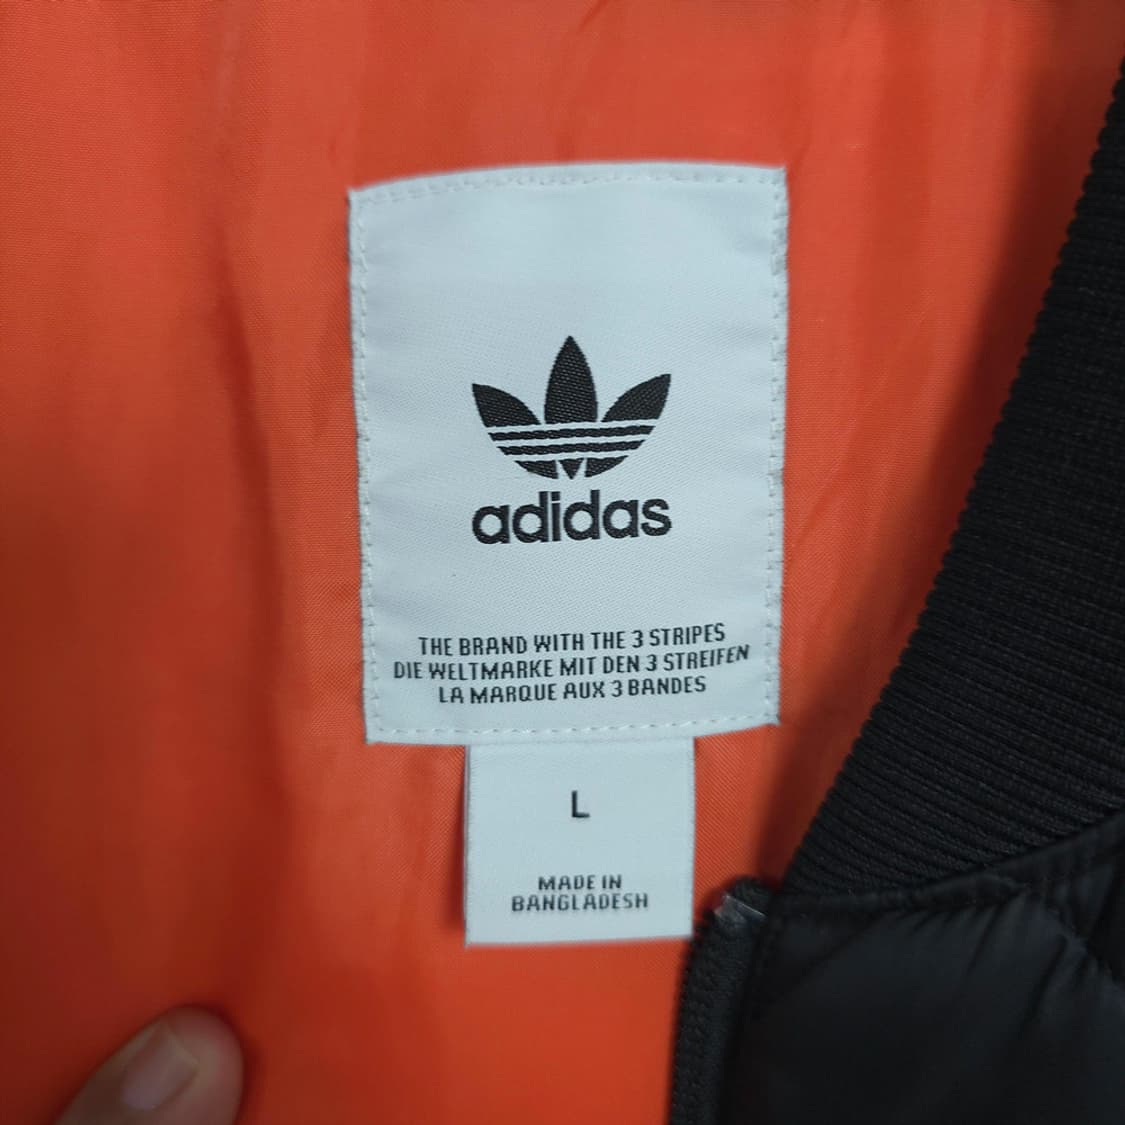 adidas
THE BRAND WITH THE 3 STRIPES
DIE WELTMARKE MIT DEN 3 STREIFEN
LA MARQUE AUX 3 BANDES
L
MADE IN
BANGLADESH